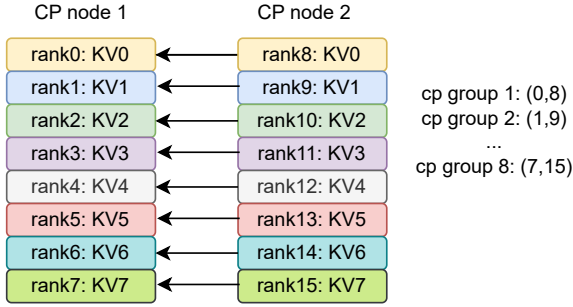 CP node 1
CP node 2
rank0: KV0
rank8: KV0
rank1: KV1
rank9: KV1
rank2: KV2
rank10: KV2
rank3: KV3
rank11: KV3
rank4: KV4
rank12: KV4
rank5: KV5
rank13: KV5
rank6: KV6
rank14: KV6
rank7: KV7
rank15: KV7
cp group 1: (0,8)
cp group 2: (1,9)
...
cp group 8: (7,15)